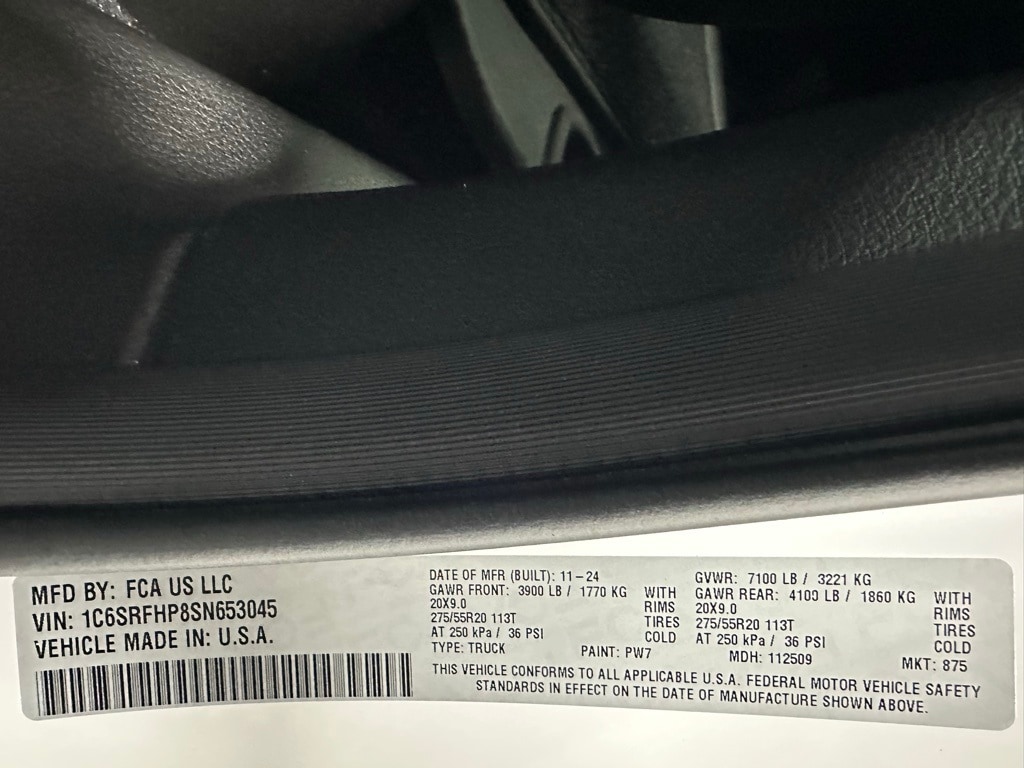 MFD BY: FCA US LLC
VIN: 1C6SRFHP8SN653045
VEHICLE MADE IN: U.S.A.
DATE OF MFR (BUILT): 11-24
GAWR FRONT: 3900 LB / 1770 KG WITH
20X9.0 RIMS
275/55R20 113T TIRES
AT 250 kPa / 36 PSI COLD
TYPE: TRUCK PAINT: PW7
GVWR: 7100 LB / 3221 KG
GAWR REAR: 4100 LB / 1860 KG WITH
20X9.0 RIMS
275/55R20 113T TIRES
AT 250 kPa / 36 PSI COLD
MDH: 112509 MKT: 875
THIS VEHICLE CONFORMS TO ALL APPLICABLE U.S.A. FEDERAL MOTOR VEHICLE SAFETY
STANDARDS IN EFFECT ON THE DATE OF MANUFACTURE SHOWN ABOVE.